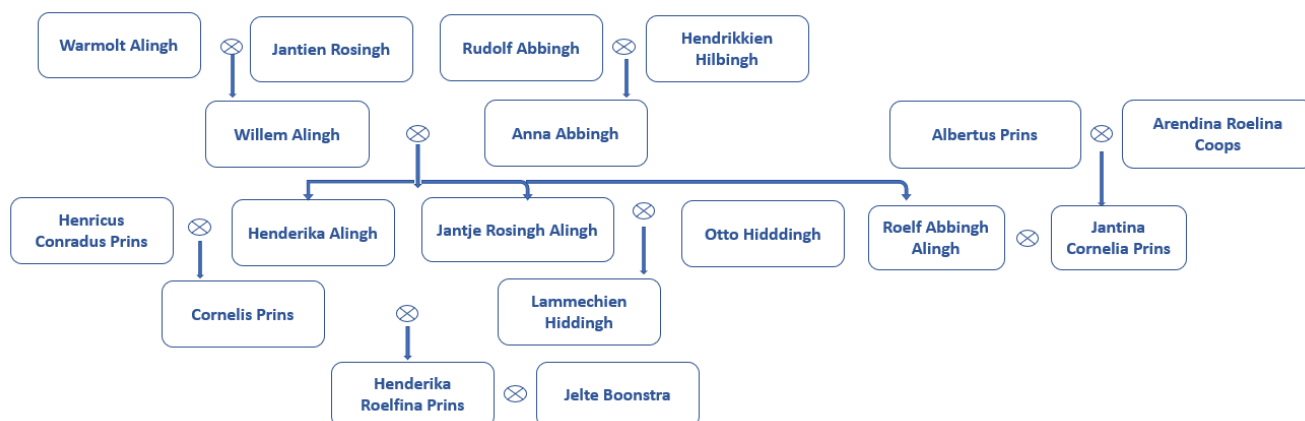 Warmolt Alingh
Jantien Rosingh
Rudolf Abbingh
Hendrikkien
Hilbingh
Willem Alingh
Anna Abbingh
Albertus Prins
Arendina Roelina
Coops
Henricus
Conradus Prins
Henderika Alingh
Jantje Rosingh Alingh
Otto Hidddingh
Roelf Abbingh
Alingh
Jantina
Cornelia Prins
Cornelis Prins
Lammechien
Hiddingh
Henderika
Roelfina Prins
Jelte Boonstra